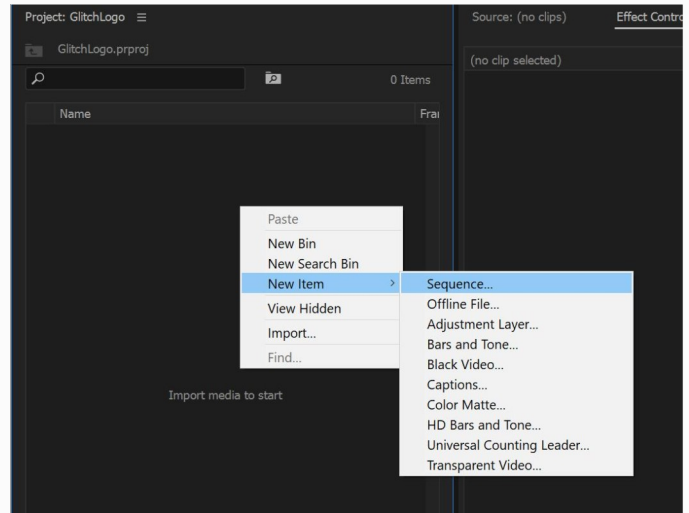 Project: GlitchLogo
Source: (no clips)
Effect Contro
GlitchLogo.prproj
(no clip selected)
0 Items
Name
Fra
Paste
New Bin
New Search Bin
New Item
View Hidden
Import...
Find...
Sequence...
Offline File...
Adjustment Layer...
Bars and Tone...
Black Video...
Captions...
Color Matte...
HD Bars and Tone...
Universal Counting Leader...
Transparent Video...
Import media to start